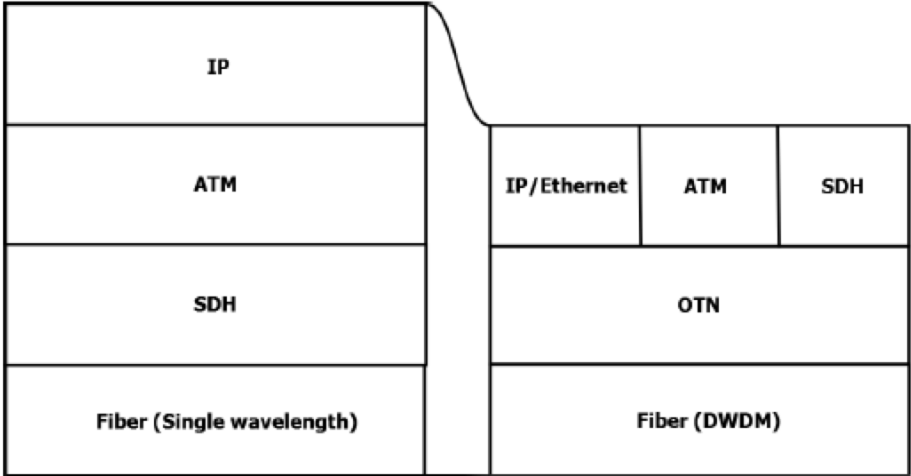 IP
ATM
SDH
Fiber (Single wavelength)
IP/Ethernet
ATM
SDH
OTN
Fiber (DWDM)